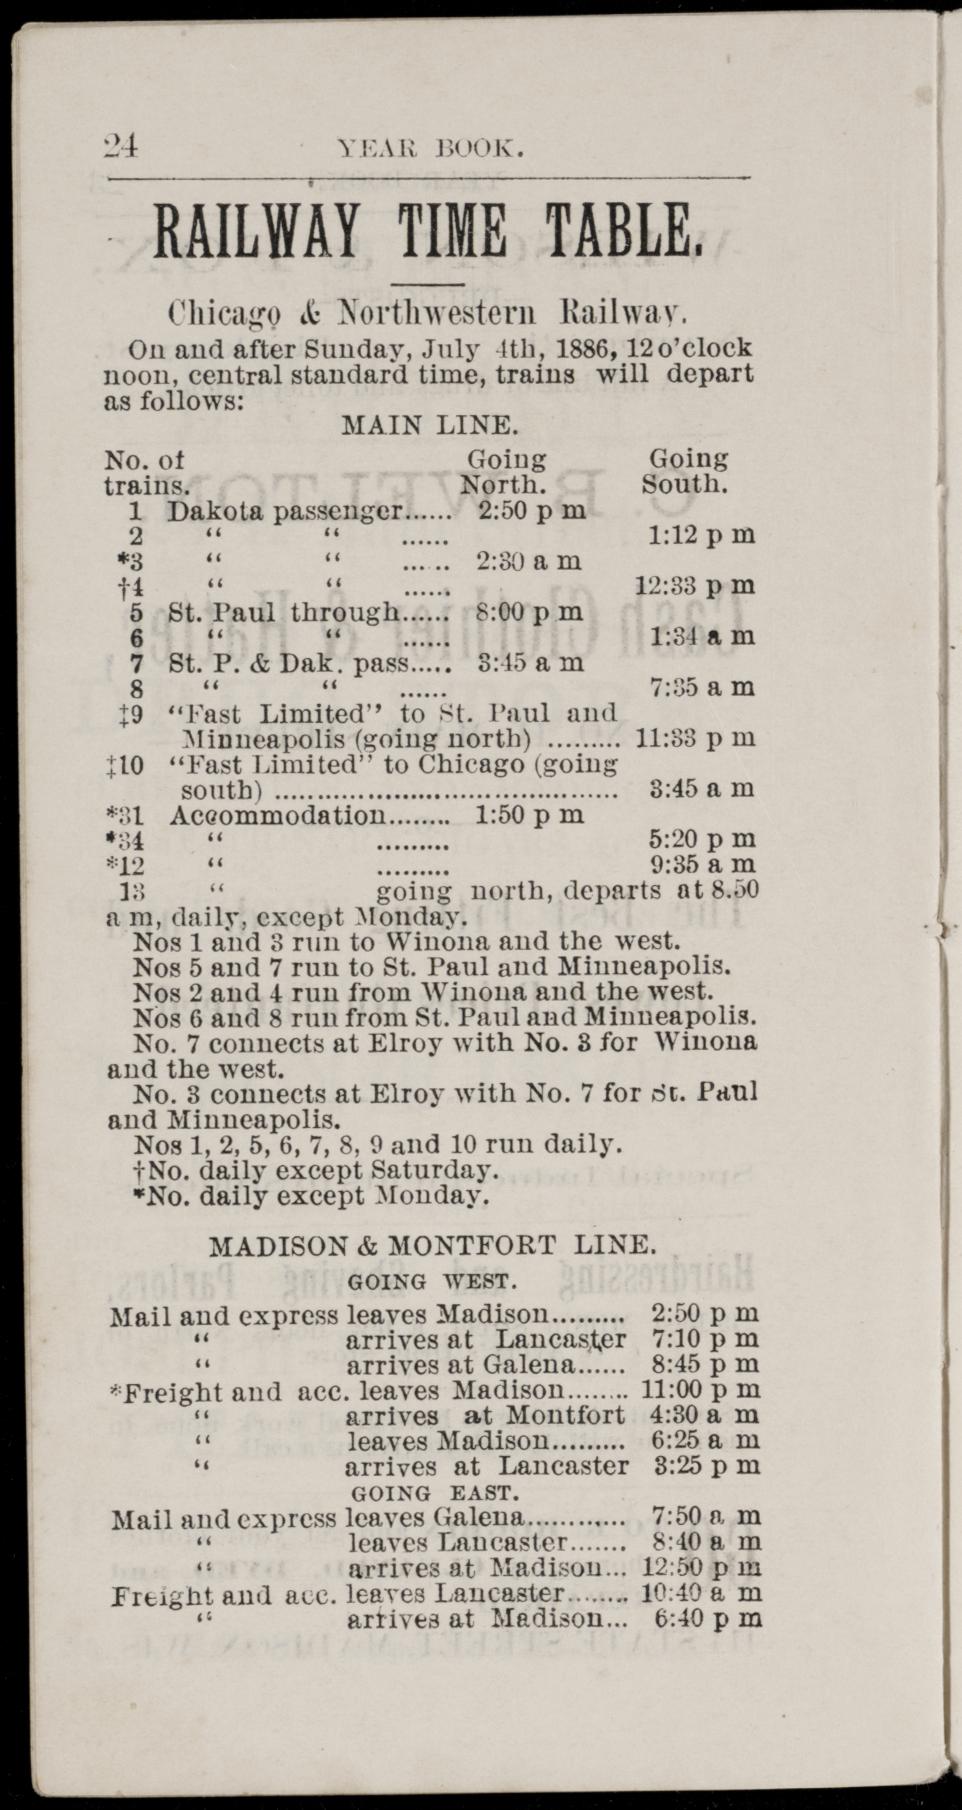 24 YEAR BOOK.
RAILWAY TIME TABLE.
Chicago & Northwestern Railway.
On and after Sunday, July 4th, 1886, 12 o'clock
noon, central standard time, trains will depart
as follows:
MAIN LINE.
No. of Going Going
trains. North. South.
1 Dakota passenger...... 2:50 p m
2 “ “ ...... 1:12 p m
*3 “ “ ...... 2:30 a m
†4 “ “ ...... 12:33 p m
5 St. Paul through...... 8:00 p m
6 “ “ ...... 1:34 a m
7 St. P. & Dak. pass..... 3:45 a m
8 “ “ ...... 7:35 a m
‡9 “Fast Limited” to St. Paul and
Minneapolis (going north) ......... 11:33 p m
‡10 “Fast Limited” to Chicago (going
south) .......................................... 3:45 a m
*31 Accommodation........ 1:50 p m
*34 “ ......... 5:20 p m
*12 “ ......... 9:35 a m
13 “ going north, departs at 8.50
a m, daily, except Monday.
Nos 1 and 3 run to Winona and the west.
Nos 5 and 7 run to St. Paul and Minneapolis.
Nos 2 and 4 run from Winona and the west.
Nos 6 and 8 run from St. Paul and Minneapolis.
No. 7 connects at Elroy with No. 3 for Winona
and the west.
No. 3 connects at Elroy with No. 7 for St. Paul
and Minneapolis.
Nos 1, 2, 5, 6, 7, 8, 9 and 10 run daily.
†No. daily except Saturday.
*No. daily except Monday.
MADISON & MONTFORT LINE.
GOING WEST.
Mail and express leaves Madison......... 2:50 p m
“ arrives at Lancaster 7:10 p m
“ arrives at Galena...... 8:45 p m
*Freight and acc. leaves Madison........ 11:00 p m
“ arrives at Montfort 4:30 a m
“ leaves Madison......... 6:25 a m
“ arrives at Lancaster 3:25 p m
GOING EAST.
Mail and express leaves Galena............ 7:50 a m
“ leaves Lancaster....... 8:40 a m
“ arrives at Madison... 12:50 p m
Freight and acc. leaves Lancaster........ 10:40 a m
“ arrives at Madison... 6:40 p m